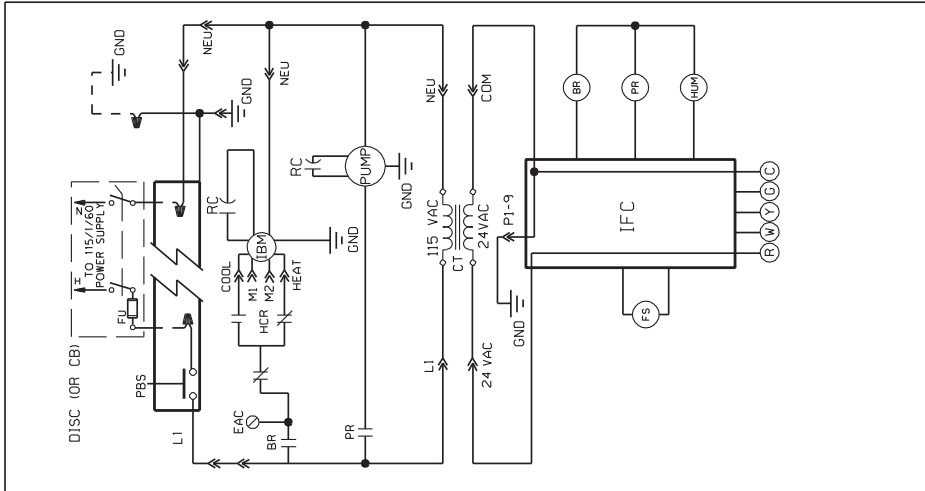 GND
NEU
NEU
GND
NEU
COM
BR
PR
HUM
RC
RC
PUMP
GND
C
G
Y
W
R
N
TO 115/1/60
POWER SUPPLY
H
FU
IBM
GND
COOL
M1
M2
HEAT
HCR
115 VAC
CT
24VAC
P1-9
IFC
GND
FS
DISC (OR CB)
PBS
L1
EAC
BR
PR
L1
24 VAC